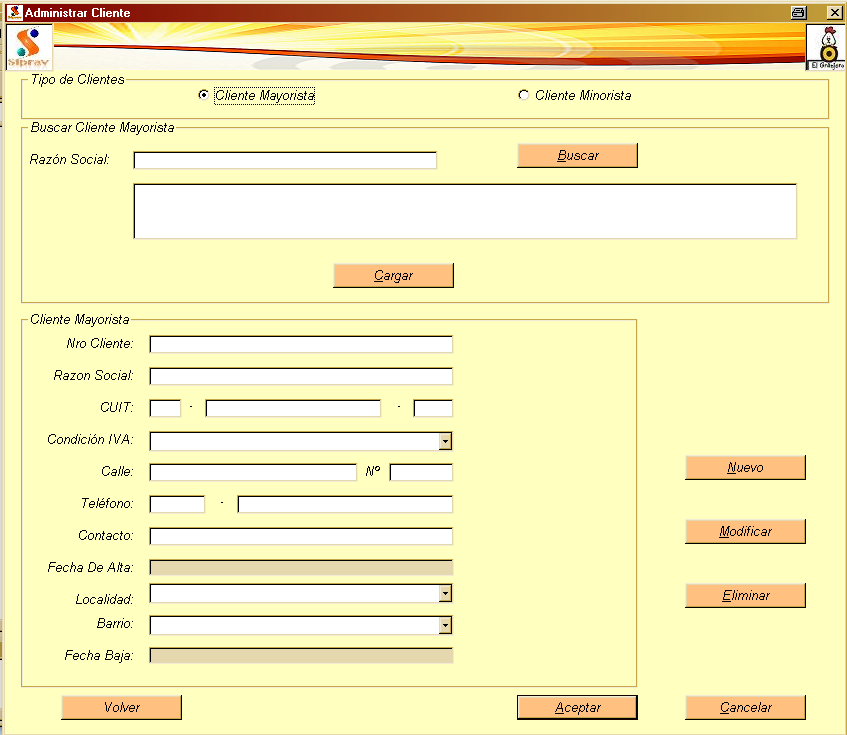 Administrar Cliente
Sipray
El Granjero
Tipo de Clientes
Cliente Mayorista Cliente Minorista
Buscar Cliente Mayorista
Razón Social: Buscar
Cargar
Cliente Mayorista
Nro Cliente:
Razon Social:
CUIT: - -
Condición IVA:
Calle: Nº
Nuevo
Teléfono: -
Modificar
Contacto:
Fecha De Alta:
Eliminar
Localidad:
Barrio:
Fecha Baja:
Volver Aceptar Cancelar